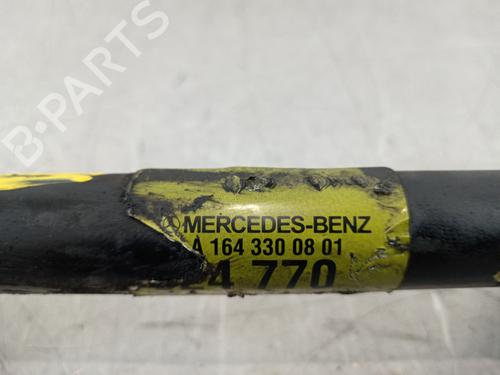 B-PARTS
MERCEDES-BENZ
A 164 330 08 01
4 770